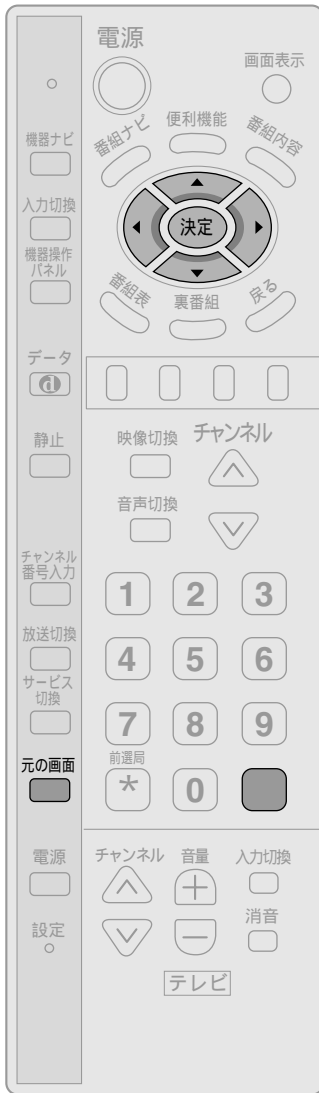 電源
画面表示
機器ナビ
番組ナビ
便利機能
番組内容
入力切換
決定
機器操作
パネル
番組表
裏番組
戻る
データ
d
静止
映像切換
チャンネル
音声切換
チャンネル
番号入力
1 2 3
放送切換
4 5 6
サービス
切換
7 8 9
元の画面
前選局
* 0
電源
チャンネル
音量
入力切換
+
設定
消音
−
テレビ